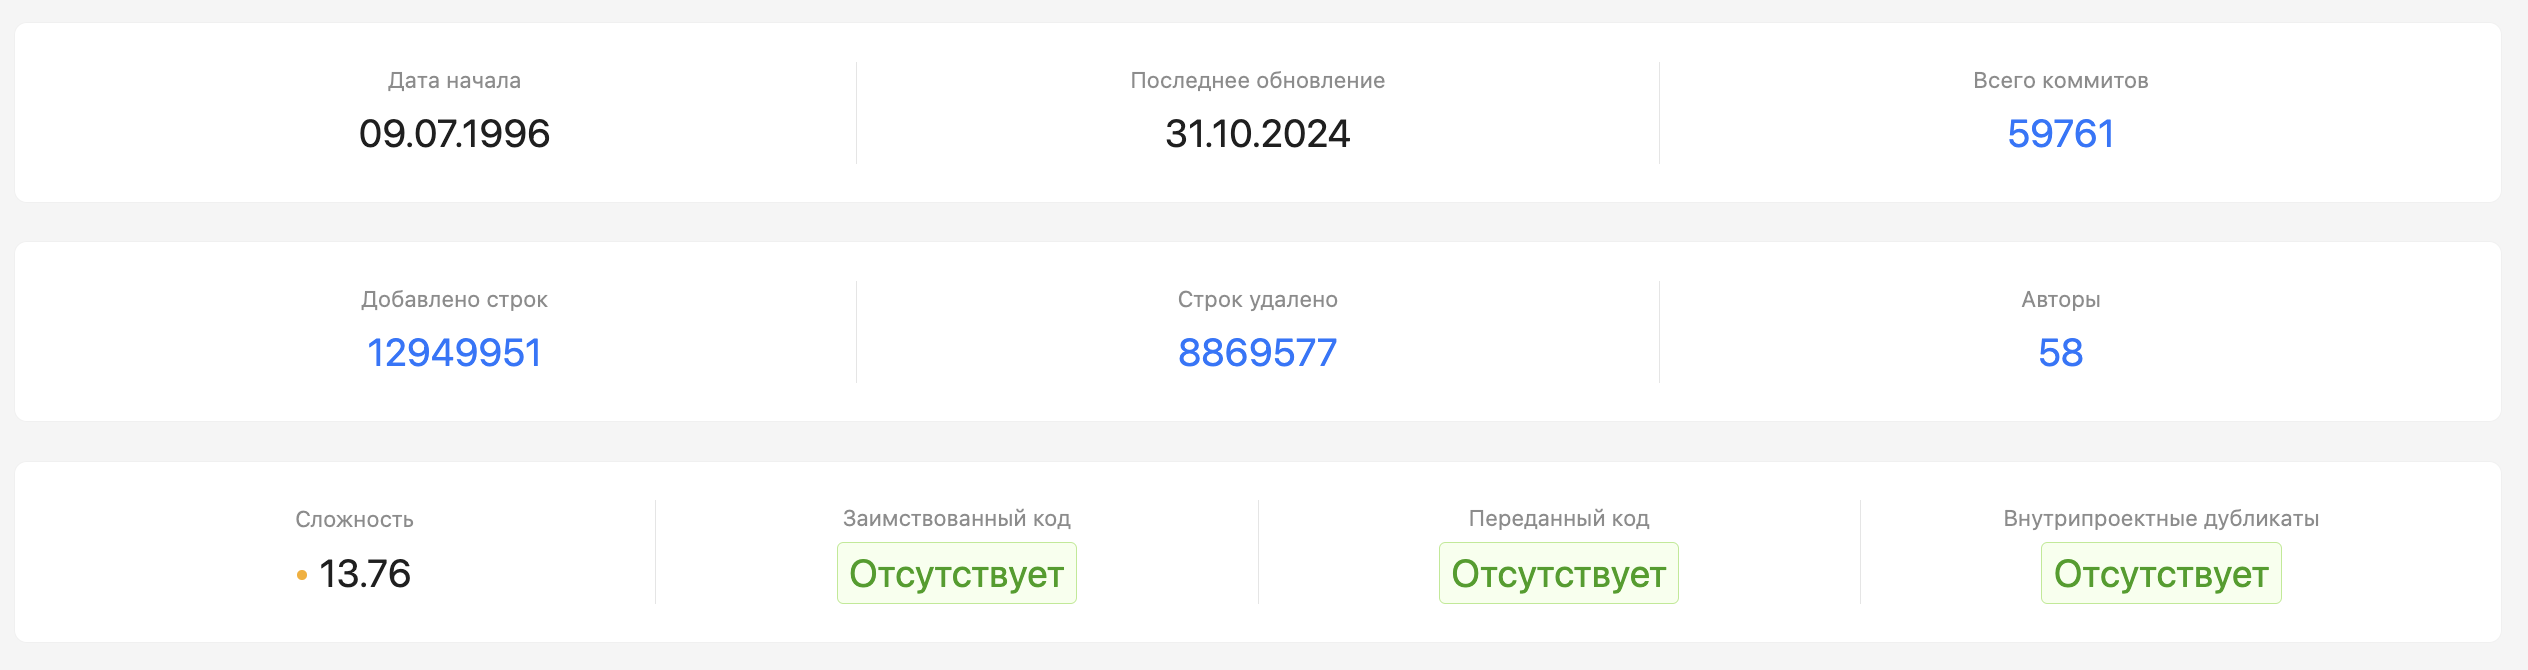 Дата начала
09.07.1996
Последнее обновление
31.10.2024
Всего коммитов
59761
Добавлено строк
12949951
Строк удалено
8869577
Авторы
58
Сложность
13.76
Заимствованный код
Отсутствует
Переданный код
Отсутствует
Внутрипроектные дубликаты
Отсутствует